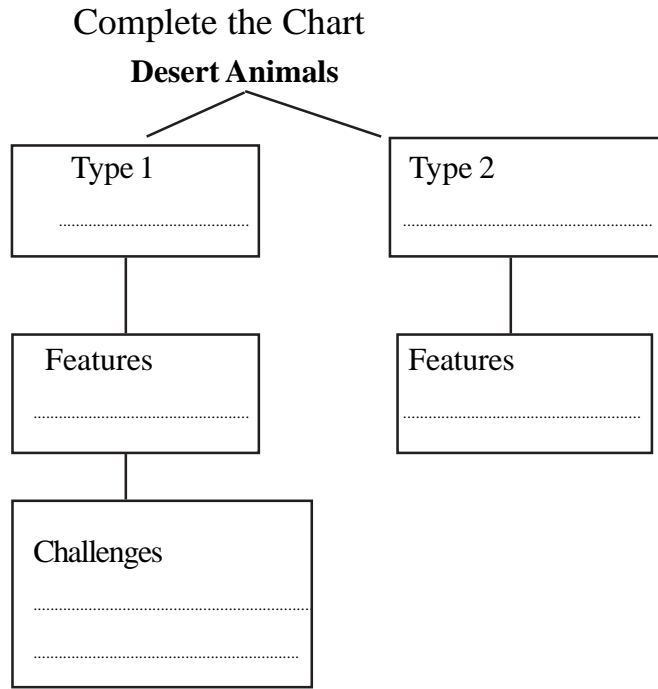 Complete the Chart
Desert Animals
Type 1
Type 2
Features
Features
Challenges